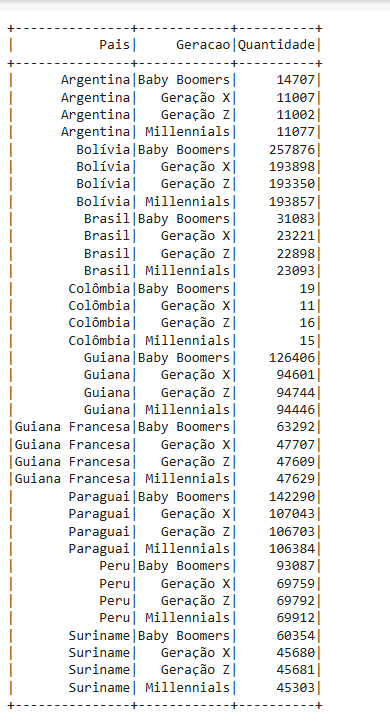 +--------------+------------+----------+
|          Pais|     Geracao|Quantidade|
+--------------+------------+----------+
|     Argentina|Baby Boomers|     14707|
|     Argentina|   Geração X|     11007|
|     Argentina|   Geração Z|     11002|
|     Argentina| Millennials|     11077|
|       Bolívia|Baby Boomers|    257876|
|       Bolívia|   Geração X|    193898|
|       Bolívia|   Geração Z|    193350|
|       Bolívia| Millennials|    193857|
|        Brasil|Baby Boomers|     31083|
|        Brasil|   Geração X|     23221|
|        Brasil|   Geração Z|     22898|
|        Brasil| Millennials|     23093|
|      Colômbia|Baby Boomers|        19|
|      Colômbia|   Geração X|        11|
|      Colômbia|   Geração Z|        16|
|      Colômbia| Millennials|        15|
|        Guiana|Baby Boomers|    126406|
|        Guiana|   Geração X|     94601|
|        Guiana|   Geração Z|     94744|
|        Guiana| Millennials|     94446|
|Guiana Francesa|Baby Boomers|     63292|
|Guiana Francesa|   Geração X|     47707|
|Guiana Francesa|   Geração Z|     47609|
|Guiana Francesa| Millennials|     47629|
|      Paraguai|Baby Boomers|    142290|
|      Paraguai|   Geração X|    107043|
|      Paraguai|   Geração Z|    106703|
|      Paraguai| Millennials|    106384|
|          Peru|Baby Boomers|     93087|
|          Peru|   Geração X|     69759|
|          Peru|   Geração Z|     69792|
|          Peru| Millennials|     69912|
|      Suriname|Baby Boomers|     60354|
|      Suriname|   Geração X|     45680|
|      Suriname|   Geração Z|     45681|
|      Suriname| Millennials|     45303|
+--------------+------------+----------+